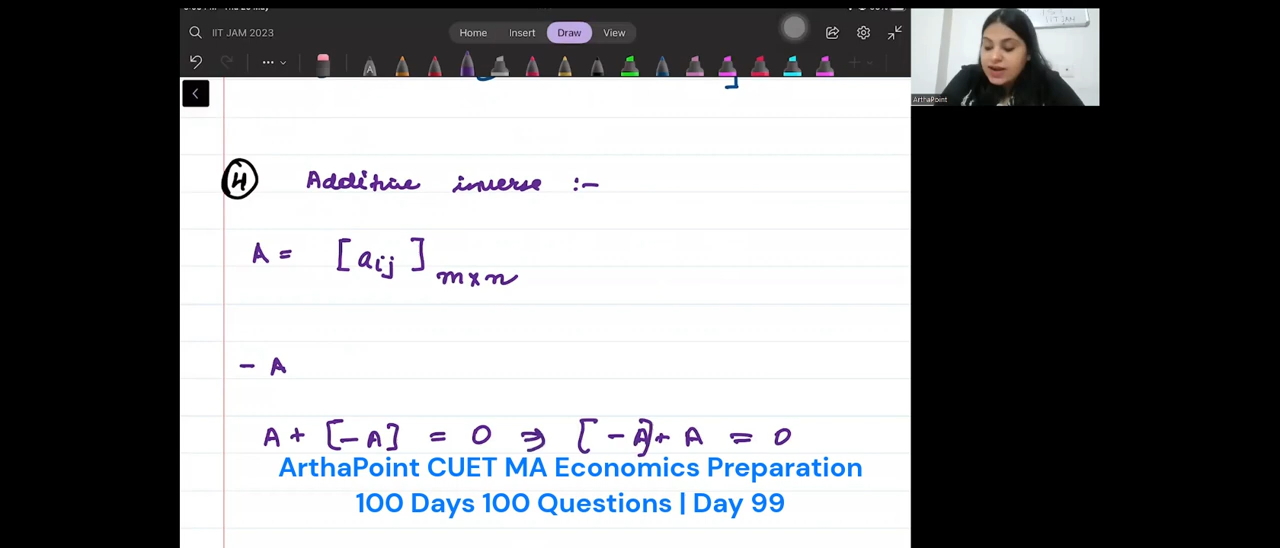 IIT JAM 2023
Home Insert Draw View
ArthaPoint
4 Additive inverse :-
A = [aij] m×n
- A
A + [-A] = 0 ⇒ [-A] + A = 0
ArthaPoint CUET MA Economics Preparation
100 Days 100 Questions | Day 99